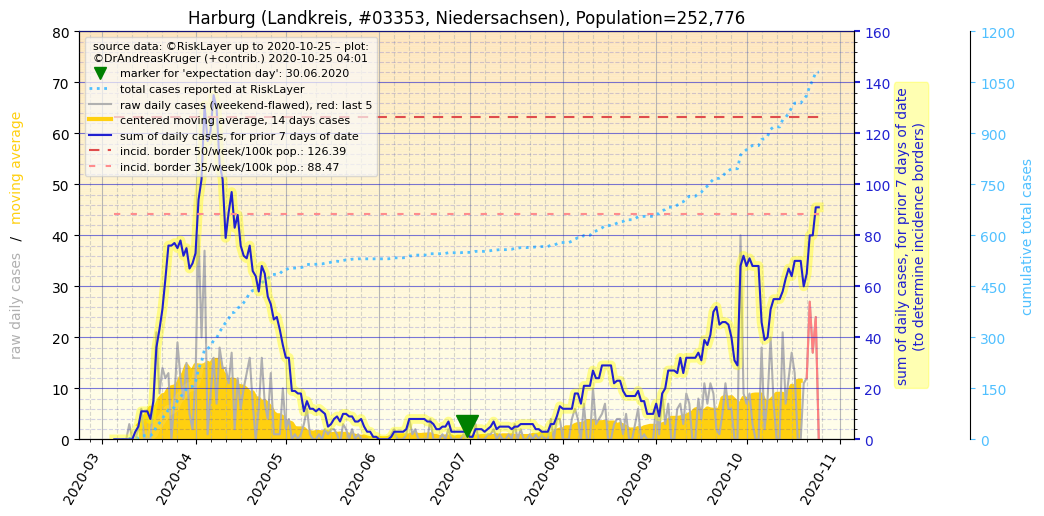 Harburg (Landkreis, #03353, Niedersachsen), Population=252,776
source data: ©RiskLayer up to 2020-10-25 – plot:
©DrAndreasKruger (+contrib.) 2020-10-25 04:01
marker for 'expectation day': 30.06.2020
total cases reported at RiskLayer
raw daily cases (weekend-flawed), red: last 5
centered moving average, 14 days cases
sum of daily cases, for prior 7 days of date
incid. border 50/week/100k pop.: 126.39
incid. border 35/week/100k pop.: 88.47
raw daily cases / moving average
80
70
60
50
40
30
20
10
0
160
140
120
100
80
60
40
20
0
sum of daily cases, for prior 7 days of date
(to determine incidence borders)
1200
1050
900
750
600
450
300
150
0
cumulative total cases
2020-03
2020-04
2020-05
2020-06
2020-07
2020-08
2020-09
2020-10
2020-11